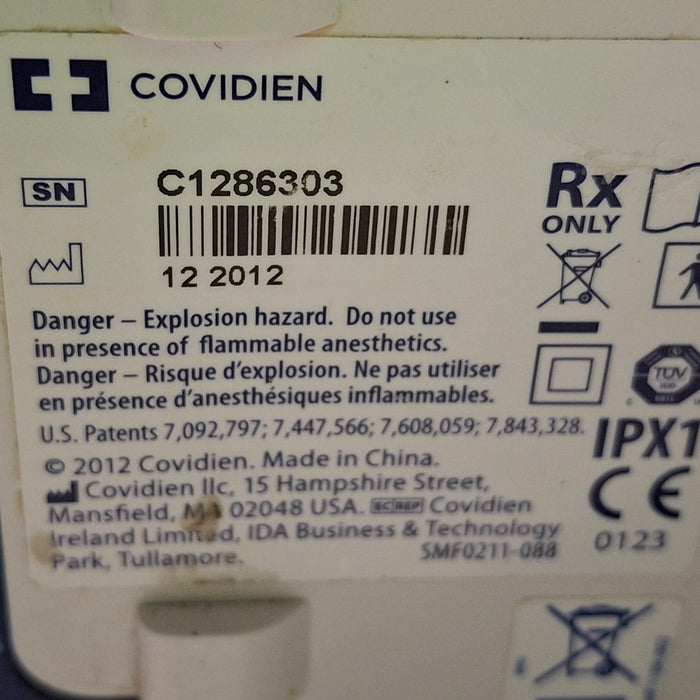 COVIDIEN
SN
C1286303
12 2012
Rx
ONLY
Danger – Explosion hazard. Do not use
in presence of flammable anesthetics.
Danger – Risque d'explosion. Ne pas utiliser
en présence d'anesthésiques inflammables.
U.S. Patents 7,092,797; 7,447,566; 7,608,059; 7,843,328.
© 2012 Covidien. Made in China.
Covidien llc, 15 Hampshire Street,
Mansfield, MA 02048 USA. EC REP Covidien
Ireland Limited, IDA Business & Technology
Park, Tullamore.
SMF0211-088
TÜV
IPX1
CE
0123